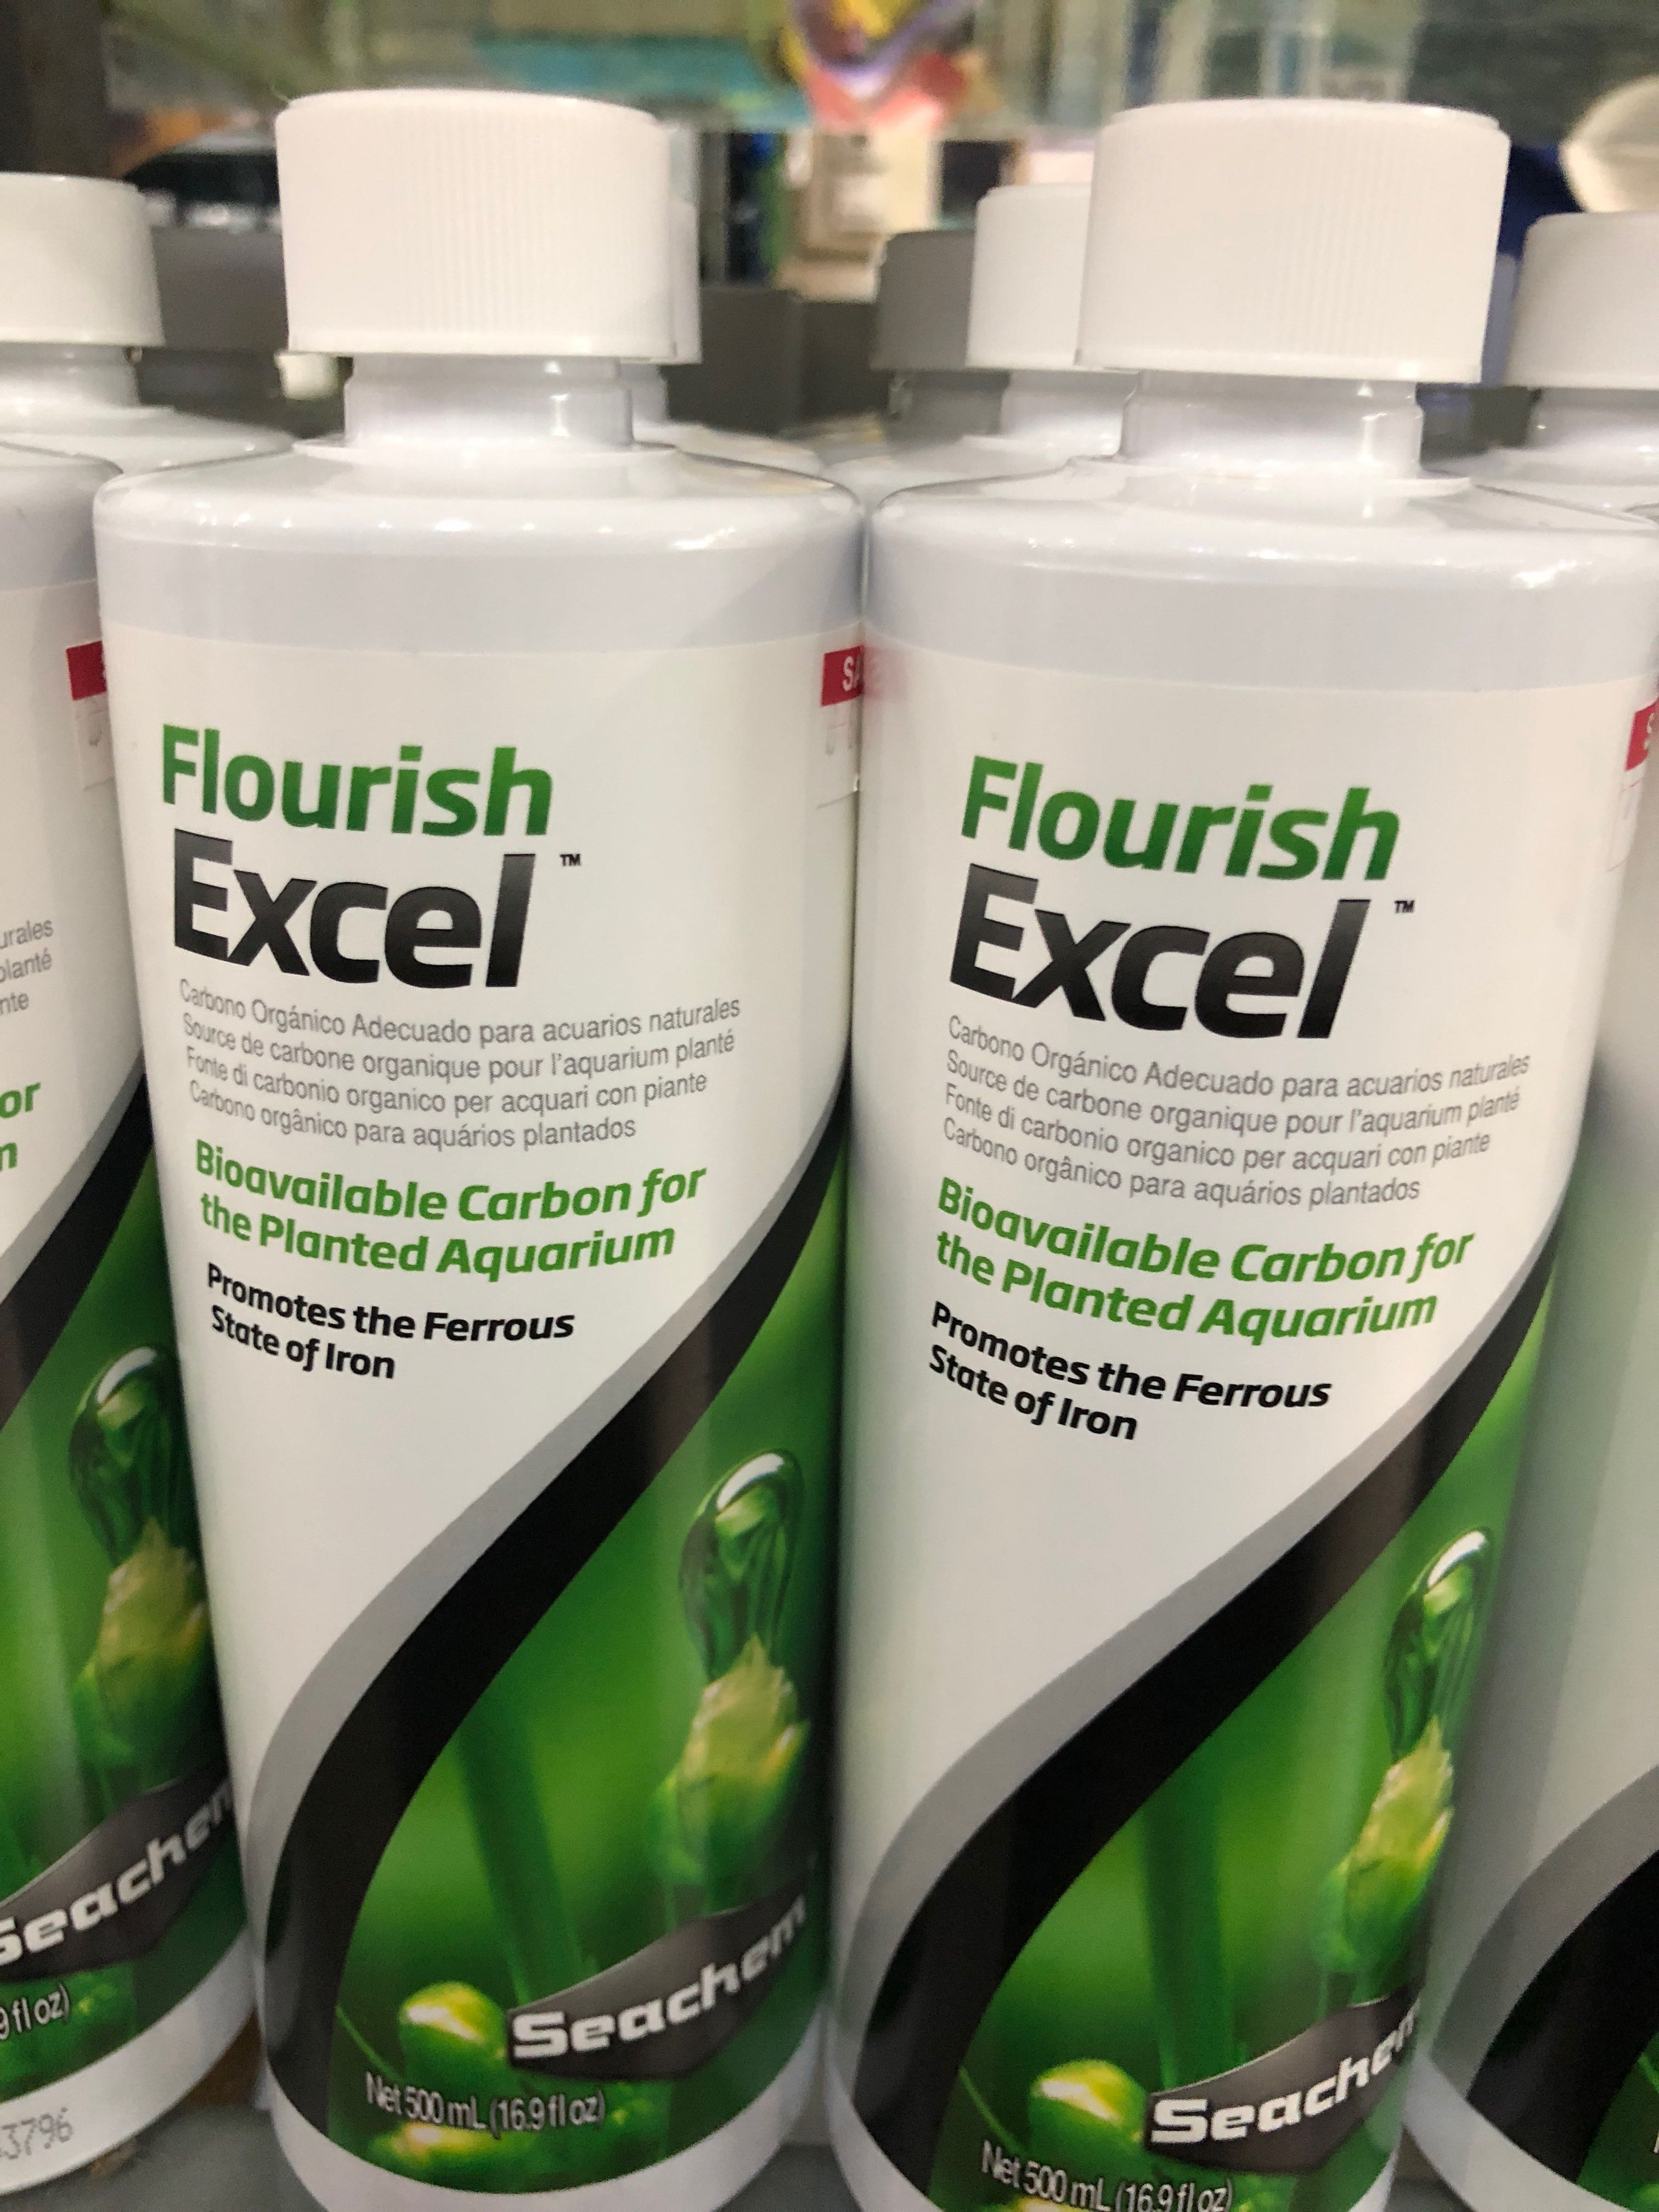 Flourish
Excel™
Carbono Orgánico Adecuado para acuarios naturales
Source de carbone organique pour l'aquarium planté
Fonte di carbonio organico per acquari con piante
Carbono orgânico para aquários plantados
Bioavailable Carbon for
the Planted Aquarium
Promotes the Ferrous
State of Iron
Seachem
Net 500 mL (16.9 fl oz)
Flourish
Excel™
Carbono Orgánico Adecuado para acuarios naturales
Source de carbone organique pour l'aquarium planté
Fonte di carbonio organico per acquari con piante
Carbono orgânico para aquários plantados
Bioavailable Carbon for
the Planted Aquarium
Promotes the Ferrous
State of Iron
Seachem
Net 500 mL (16.9 fl oz)
or
Seachem
fl oz)
3796